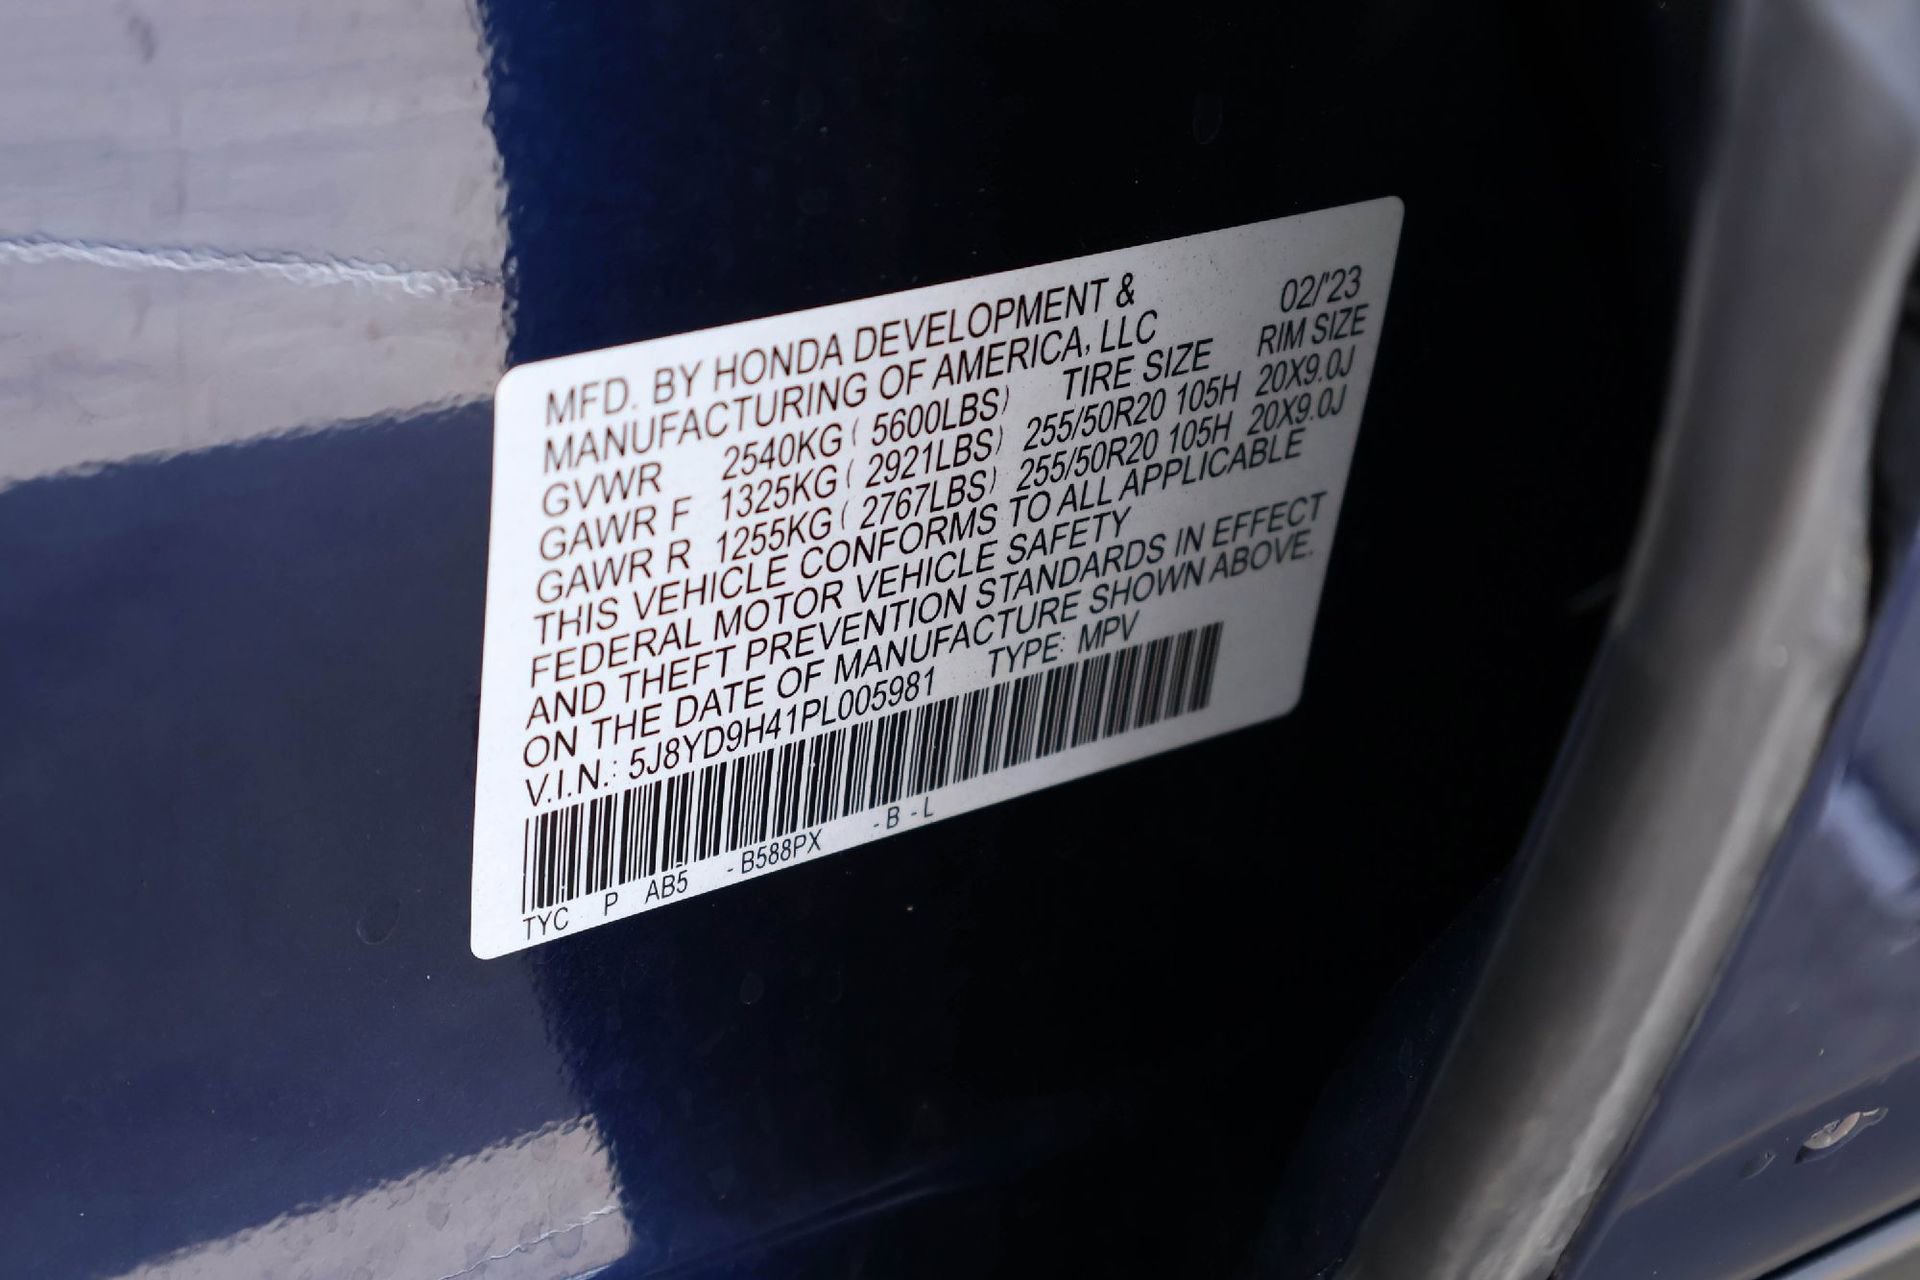 MFD. BY HONDA DEVELOPMENT & 02/'23
MANUFACTURING OF AMERICA, LLC
GVWR 2540KG ( 5600LBS) TIRE SIZE RIM SIZE
GAWR F 1325KG ( 2921LBS) 255/50R20 105H 20X9.0J
GAWR R 1255KG ( 2767LBS) 255/50R20 105H 20X9.0J
THIS VEHICLE CONFORMS TO ALL APPLICABLE
FEDERAL MOTOR VEHICLE SAFETY
AND THEFT PREVENTION STANDARDS IN EFFECT
ON THE DATE OF MANUFACTURE SHOWN ABOVE.
V.I.N.: 5J8YD9H41PL005981 TYPE: MPV
TYC P AB5 - B588PX - B - L